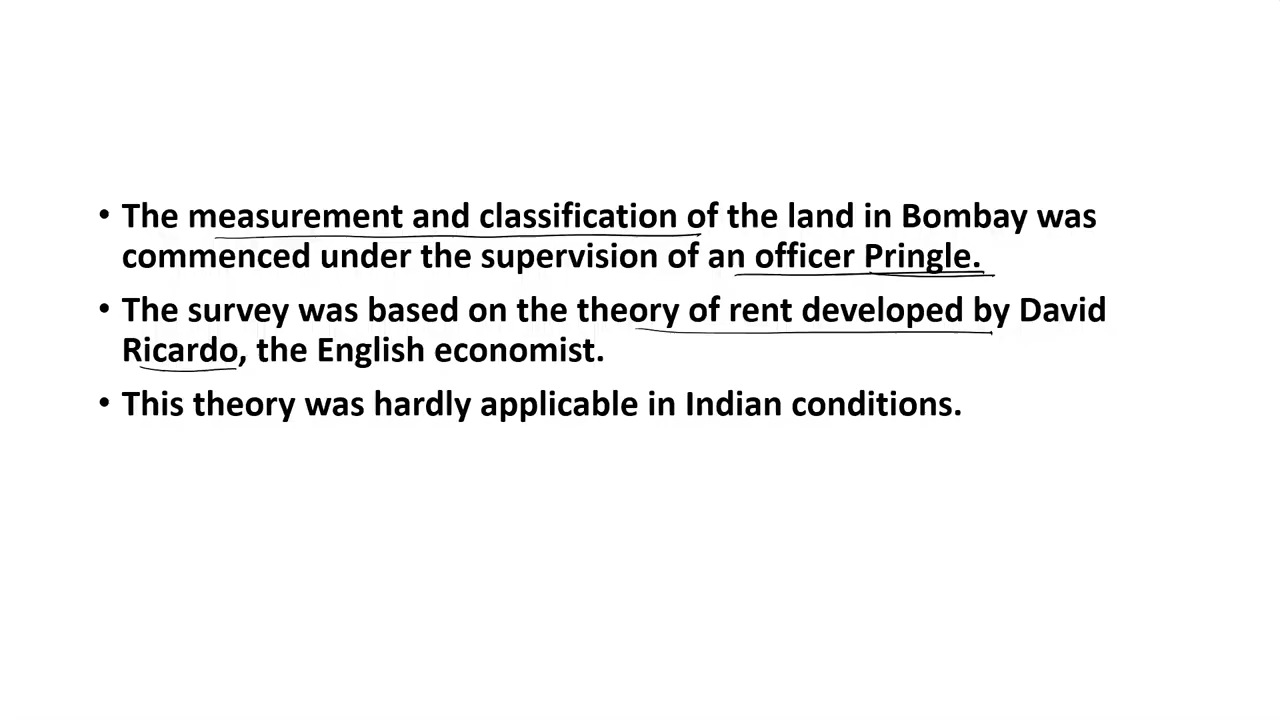 • The measurement and classification of the land in Bombay was
commenced under the supervision of an officer Pringle.
• The survey was based on the theory of rent developed by David
Ricardo, the English economist.
• This theory was hardly applicable in Indian conditions.